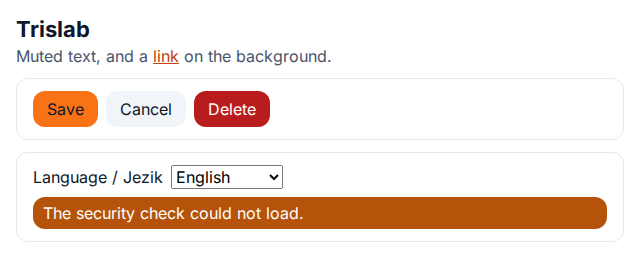 Trislab
Muted text, and a link on the background.
Save Cancel Delete
Language / Jezik English
The security check could not load.